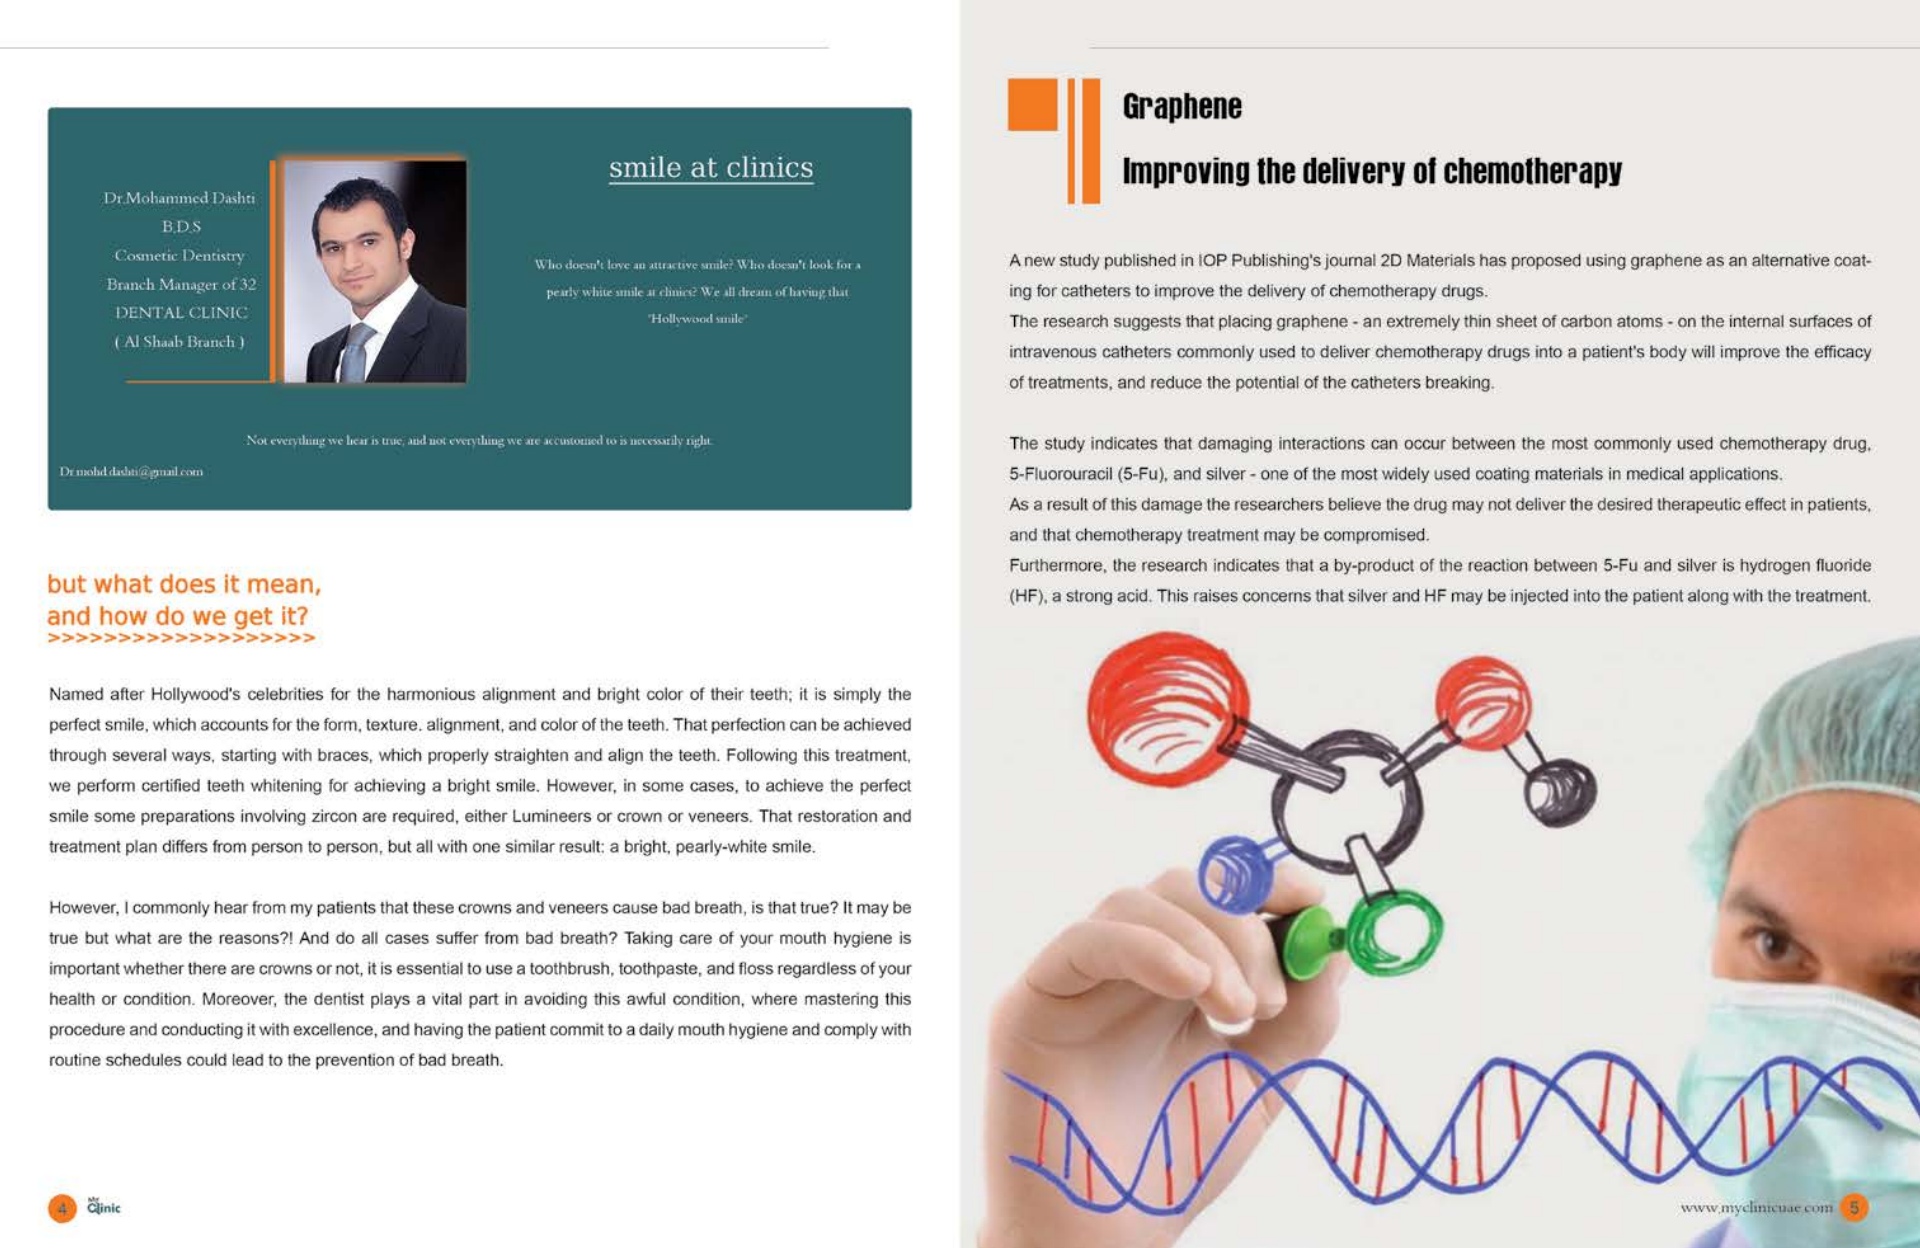 Dr.Mohammed Dashti
B.D.S
Cosmetic Dentistry
Branch Manager of 32
DENTAL CLINIC
( Al Shaab Branch )
smile at clinics
Who doesn't love an attractive smile? Who doesn't look for a
pearly white smile at clinics? We all dream of having that
"Hollywood smile"
Not everything we hear is true, and not everything we are accustomed to is necessarily right.
Dr.mohd.dashti@gmail.com
but what does it mean,
and how do we get it?
>>>>>>>>>>>>>>>>>>>
Named after Hollywood's celebrities for the harmonious alignment and bright color of their teeth; it is simply the
perfect smile, which accounts for the form, texture. alignment, and color of the teeth. That perfection can be achieved
through several ways, starting with braces, which properly straighten and align the teeth. Following this treatment,
we perform certified teeth whitening for achieving a bright smile. However, in some cases, to achieve the perfect
smile some preparations involving zircon are required, either Lumineers or crown or veneers. That restoration and
treatment plan differs from person to person, but all with one similar result: a bright, pearly-white smile.
However, I commonly hear from my patients that these crowns and veneers cause bad breath, is that true? It may be
true but what are the reasons?! And do all cases suffer from bad breath? Taking care of your mouth hygiene is
important whether there are crowns or not, it is essential to use a toothbrush, toothpaste, and floss regardless of your
health or condition. Moreover, the dentist plays a vital part in avoiding this awful condition, where mastering this
procedure and conducting it with excellence, and having the patient commit to a daily mouth hygiene and comply with
routine schedules could lead to the prevention of bad breath.
4
My
Clinic
Graphene
Improving the delivery of chemotherapy
A new study published in IOP Publishing's journal 2D Materials has proposed using graphene as an alternative coat-
ing for catheters to improve the delivery of chemotherapy drugs.
The research suggests that placing graphene - an extremely thin sheet of carbon atoms - on the internal surfaces of
intravenous catheters commonly used to deliver chemotherapy drugs into a patient's body will improve the efficacy
of treatments, and reduce the potential of the catheters breaking.
The study indicates that damaging interactions can occur between the most commonly used chemotherapy drug,
5-Fluorouracil (5-Fu), and silver - one of the most widely used coating materials in medical applications.
As a result of this damage the researchers believe the drug may not deliver the desired therapeutic effect in patients,
and that chemotherapy treatment may be compromised.
Furthermore, the research indicates that a by-product of the reaction between 5-Fu and silver is hydrogen fluoride
(HF), a strong acid. This raises concerns that silver and HF may be injected into the patient along with the treatment.
www.myclinicuae.com 5